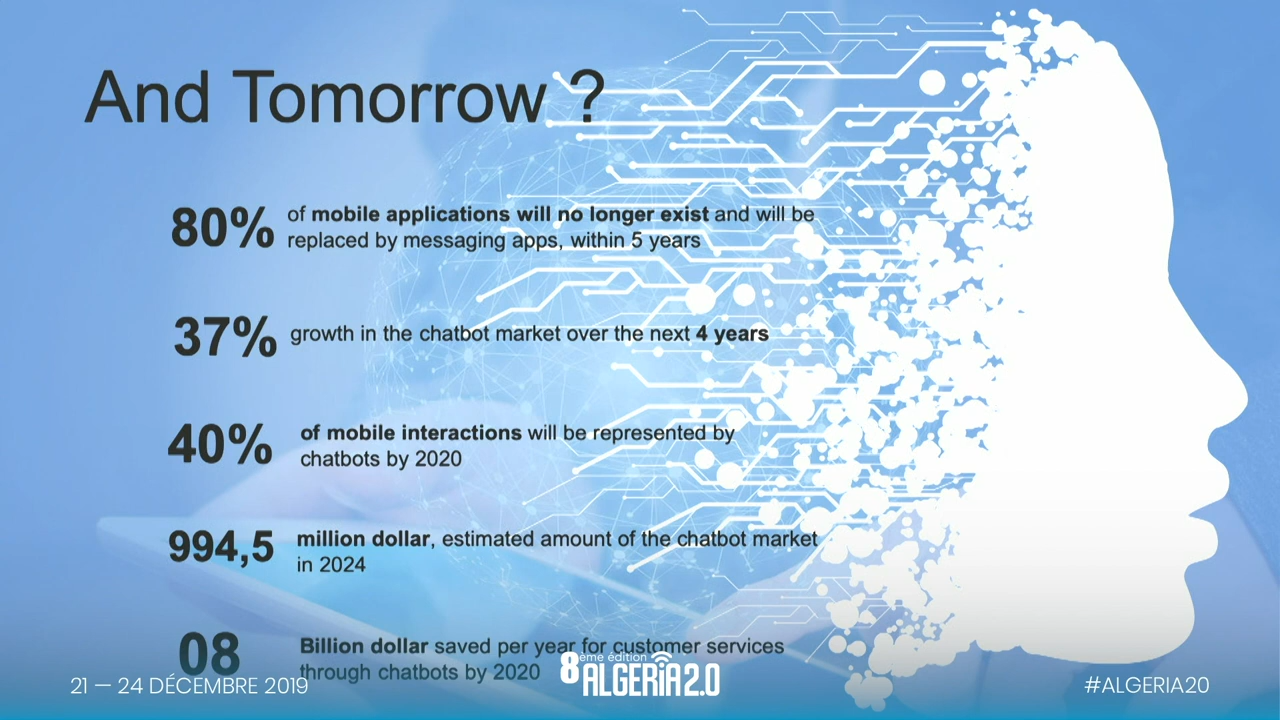 And Tomorrow ?
80%
of mobile applications will no longer exist and will be
replaced by messaging apps, within 5 years
37%
growth in the chatbot market over the next 4 years
40%
of mobile interactions will be represented by
chatbots by 2020
994,5
million dollar, estimated amount of the chatbot market
in 2024
08
Billion dollar saved per year for customer services
through chatbots by 2020
21 — 24 DÉCEMBRE 2019
8ème édition
ALGERIA 2.0
#ALGERIA20